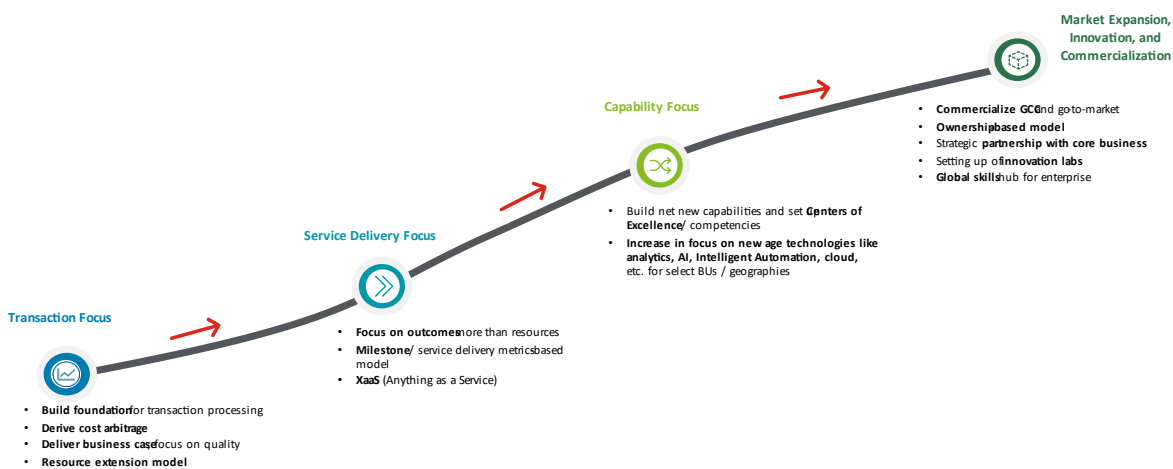 Transaction Focus
• Build foundation for transaction processing
• Derive cost arbitrage
• Deliver business case, focus on quality
• Resource extension model
Service Delivery Focus
• Focus on outcomes more than resources
• Milestone / service delivery metrics based
model
• XaaS (Anything as a Service)
Capability Focus
• Build net new capabilities and set up Centers of
Excellence / competencies
• Increase in focus on new age technologies like
analytics, AI, Intelligent Automation, cloud,
etc. for select BUs / geographies
Market Expansion,
Innovation, and
Commercialization
• Commercialize GCC and go-to-market
• Ownership based model
• Strategic partnership with core business
• Setting up of innovation labs
• Global skills hub for enterprise